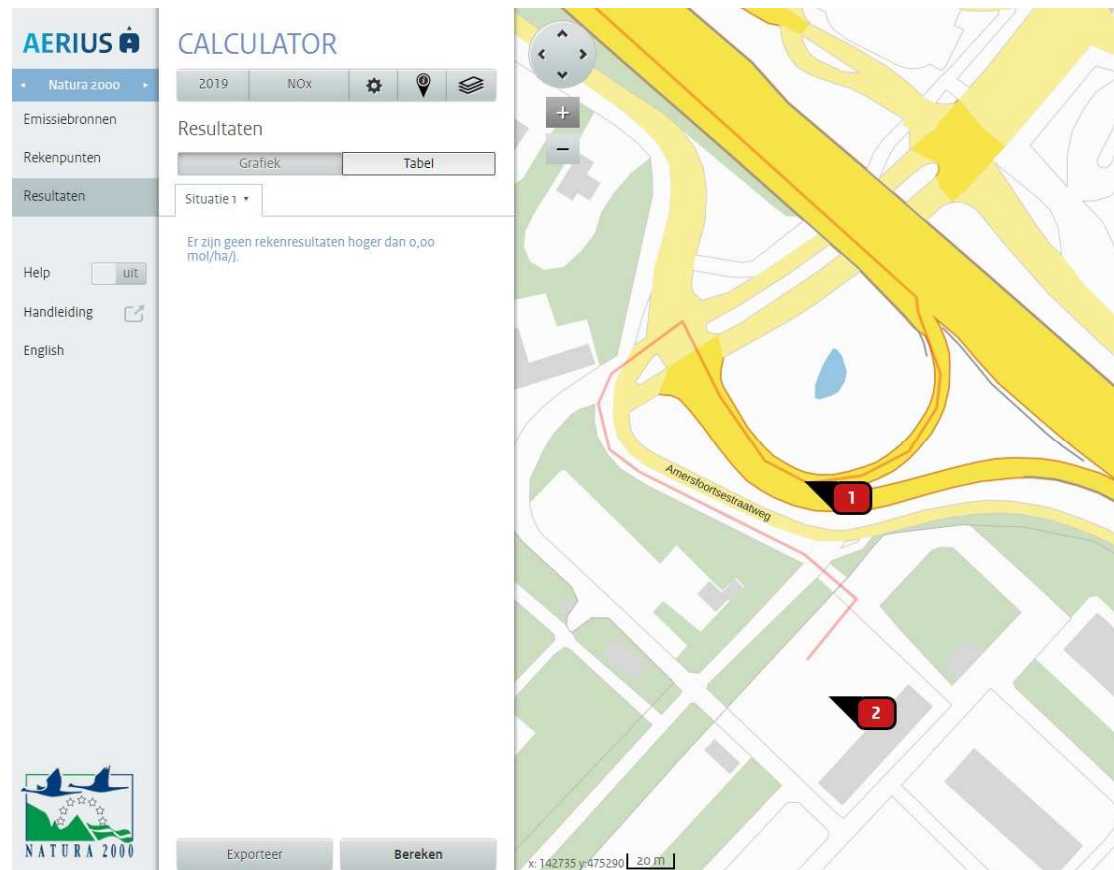 AERIUS
Natura 2000
Emissiebronnen
Rekenpunten
Resultaten
Help
uit
Handleiding
English
NATURA 2000
CALCULATOR
2019
NOx
Resultaten
Grafiek
Tabel
Situatie 1
Er zijn geen rekenresultaten hoger dan 0,00
mol/ha/j.
Exporteer
Bereken
+
−
Amersfoortsestraatweg
1
2
x: 142735 y:475290
20 m